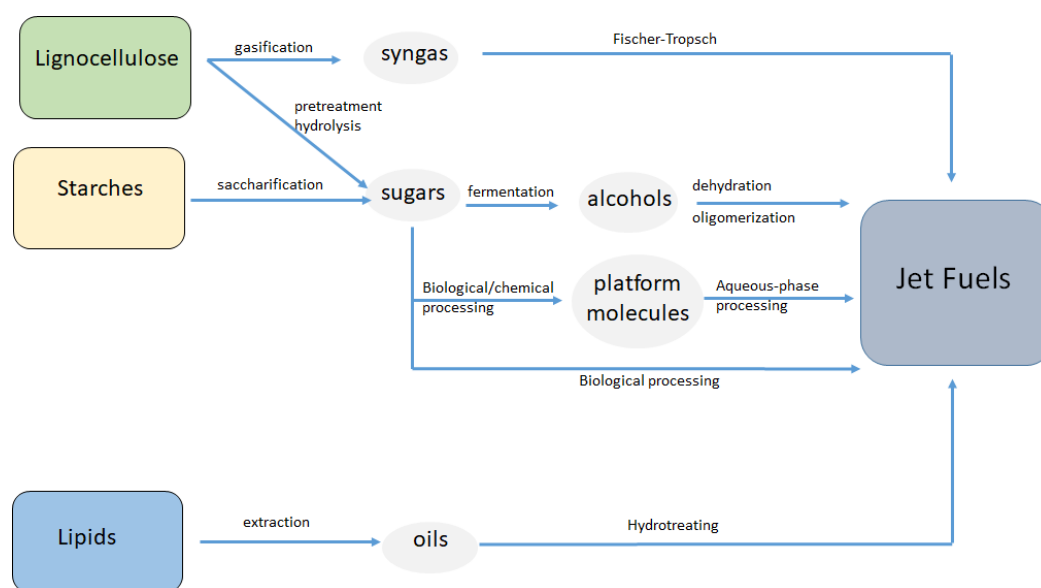 Lignocellulose
gasification
syngas
Fischer-Tropsch
pretreatment
hydrolysis
Starches
saccharification
sugars
fermentation
alcohols
dehydration
oligomerization
Biological/chemical
processing
platform
molecules
Aqueous-phase
processing
Jet Fuels
Biological processing
Lipids
extraction
oils
Hydrotreating